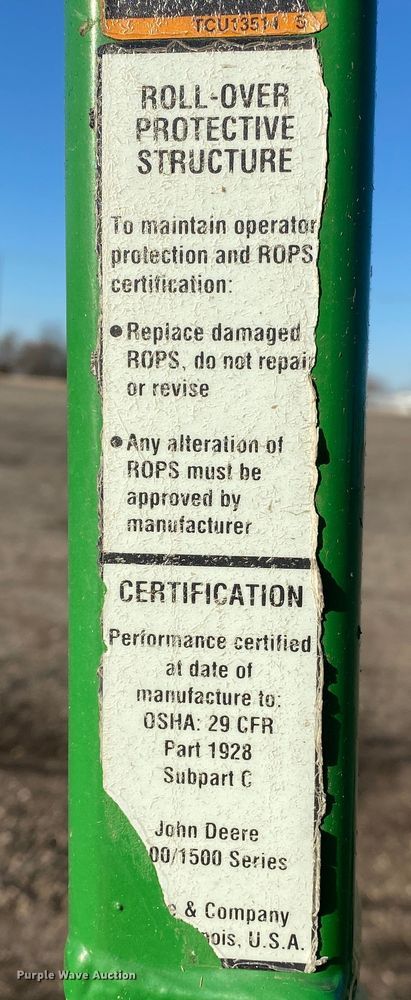 TCU13511 S
ROLL-OVER
PROTECTIVE
STRUCTURE
To maintain operator
protection and ROPS
certification:
• Replace damaged
ROPS, do not repair
or revise
• Any alteration of
ROPS must be
approved by
manufacturer
CERTIFICATION
Performance certified
at date of
manufacture to:
OSHA: 29 CFR
Part 1928
Subpart C
John Deere
00/1500 Series
e & Company
ois, U.S.A.
Purple Wave Auction